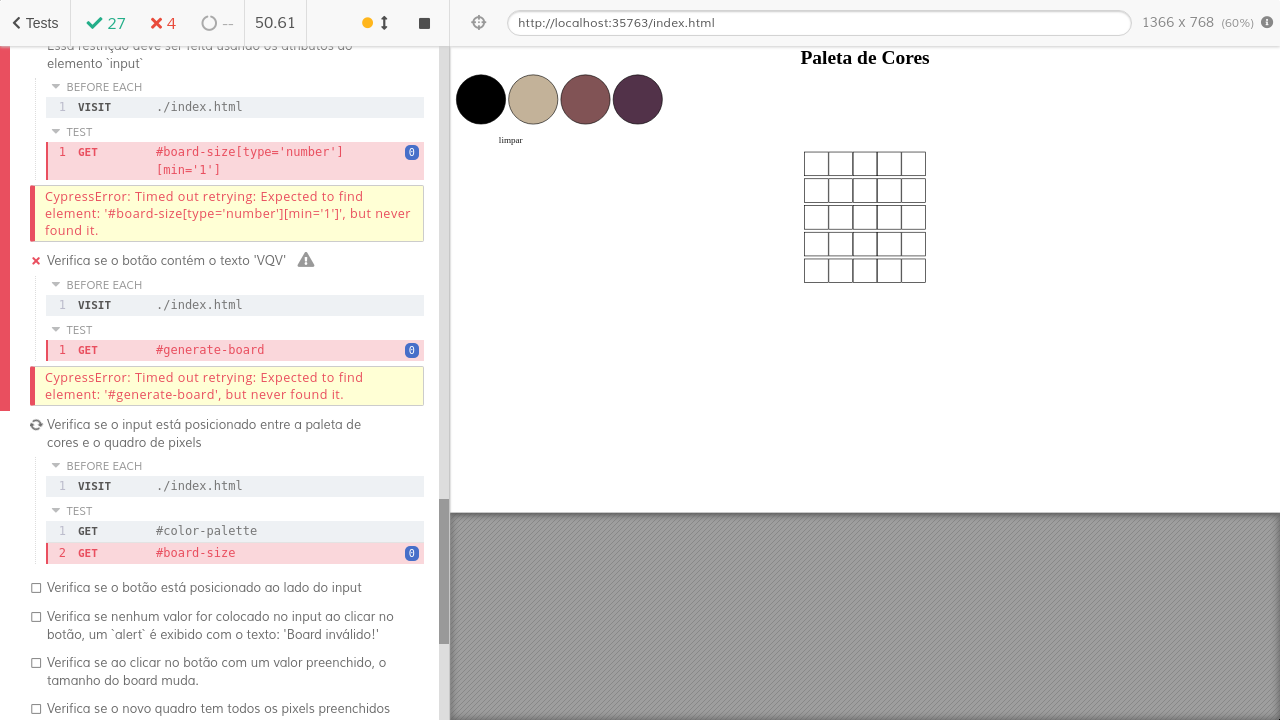 Tests
27
4
--
50.61
http://localhost:35763/index.html
1366 x 768 (60%)
Essa restrição deve ser feita usando os atributos do
elemento `input`
BEFORE EACH
1 VISIT ./index.html
TEST
1 GET #board-size[type='number']
[min='1']
0
CypressError: Timed out retrying: Expected to find
element: '#board-size[type='number'][min='1']', but never
found it.
Verifica se o botão contém o texto 'VQV'
BEFORE EACH
1 VISIT ./index.html
TEST
1 GET #generate-board 0
CypressError: Timed out retrying: Expected to find
element: '#generate-board', but never found it.
Verifica se o input está posicionado entre a paleta de
cores e o quadro de pixels
BEFORE EACH
1 VISIT ./index.html
TEST
1 GET #color-palette
2 GET #board-size 0
Verifica se o botão está posicionado ao lado do input
Verifica se nenhum valor for colocado no input ao clicar no
botão, um `alert` é exibido com o texto: 'Board inválido!'
Verifica se ao clicar no botão com um valor preenchido, o
tamanho do board muda.
Verifica se o novo quadro tem todos os pixels preenchidos
Paleta de Cores
limpar